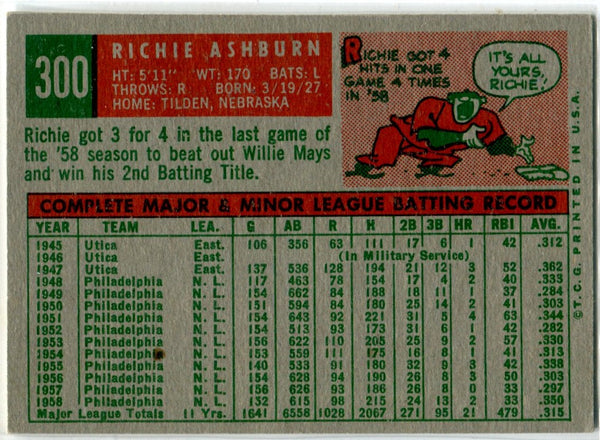 300
RICHIE ASHBURN
HT: 5'11" WT: 170 BATS: L
THROWS: R BORN: 3/19/27
HOME: TILDEN, NEBRASKA
Richie got 3 for 4 in the last game of
the '58 season to beat out Willie Mays
and win his 2nd Batting Title.
RICHIE GOT 4
HITS IN ONE
GAME 4 TIMES
IN '58
IT'S ALL
YOURS,
RICHIE!
COMPLETE MAJOR & MINOR LEAGUE BATTING RECORD
YEAR TEAM LEA. G AB R H 2B 3B HR RBI AVG.
1945 Utica East. 106 356 63 111 17 6 1 42 .312
1946 Utica East. (In Military Service)
1947 Utica East. 137 536 128 194 21 12 3 52 .362
1948 Philadelphia N. L. 117 463 78 154 17 4 2 40 .333
1949 Philadelphia N. L. 154 662 84 188 18 11 1 37 .284
1950 Philadelphia N. L. 151 594 84 180 25 14 2 41 .303
1951 Philadelphia N. L. 154 643 92 221 31 5 4 63 .344
1952 Philadelphia N. L. 154 613 93 173 31 6 1 42 .282
1953 Philadelphia N. L. 156 622 110 205 25 9 2 57 .330
1954 Philadelphia N. L. 153 559 111 175 16 8 1 41 .313
1955 Philadelphia N. L. 140 533 91 180 32 9 3 42 .338
1956 Philadelphia N. L. 154 628 94 190 26 8 3 50 .303
1957 Philadelphia N. L. 156 626 93 186 26 8 0 33 .297
1958 Philadelphia N. L. 152 615 98 215 24 13 2 33 .350
Major League Totals 11 Yrs. 1641 6558 1028 2067 271 95 21 479 .315
© T.C.G. PRINTED IN U.S.A.